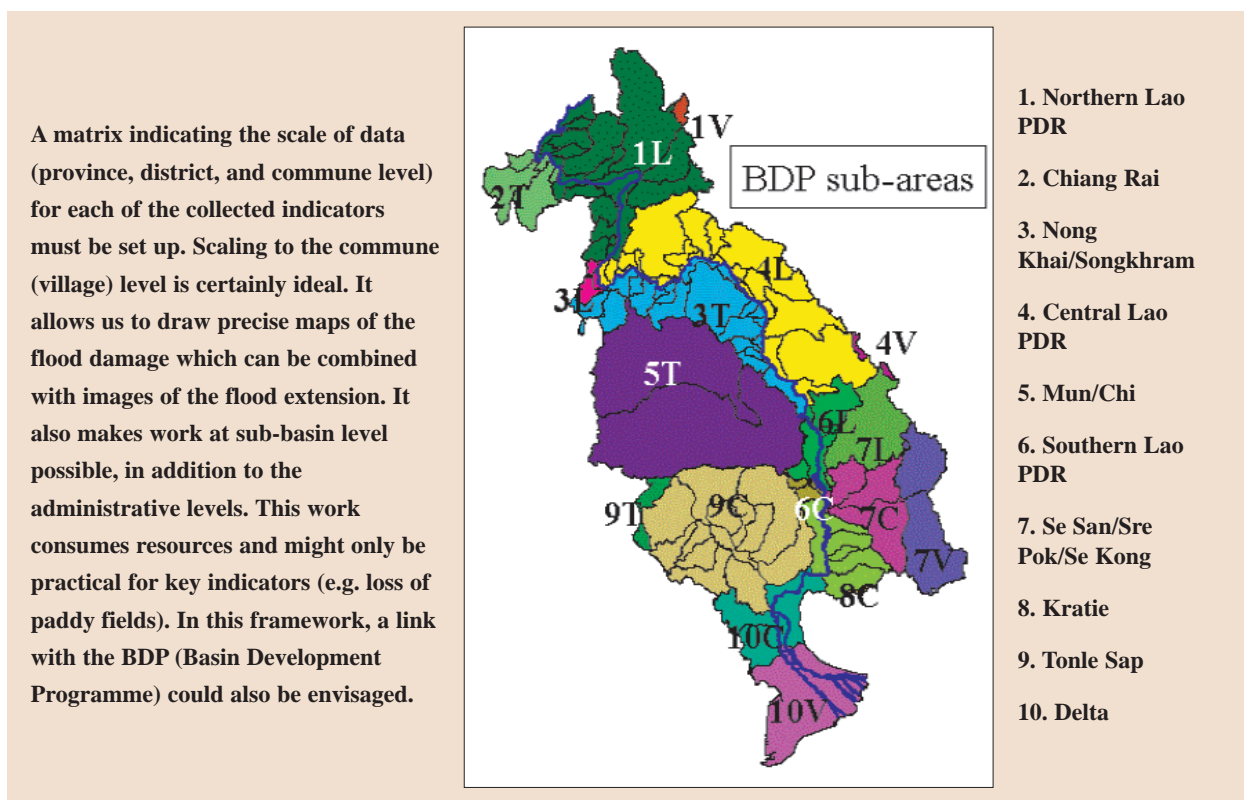 A matrix indicating the scale of data
(province, district, and commune level)
for each of the collected indicators
must be set up. Scaling to the commune
(village) level is certainly ideal. It
allows us to draw precise maps of the
flood damage which can be combined
with images of the flood extension. It
also makes work at sub-basin level
possible, in addition to the
administrative levels. This work
consumes resources and might only be
practical for key indicators (e.g. loss of
paddy fields). In this framework, a link
with the BDP (Basin Development
Programme) could also be envisaged.
1V
1L
BDP sub-areas
2T
4L
3L
3T
4V
5T
6L
7L
9T
9C
6C
7C
7V
8C
10C
10V
1. Northern Lao
PDR
2. Chiang Rai
3. Nong
Khai/Songkhram
4. Central Lao
PDR
5. Mun/Chi
6. Southern Lao
PDR
7. Se San/Sre
Pok/Se Kong
8. Kratie
9. Tonle Sap
10. Delta